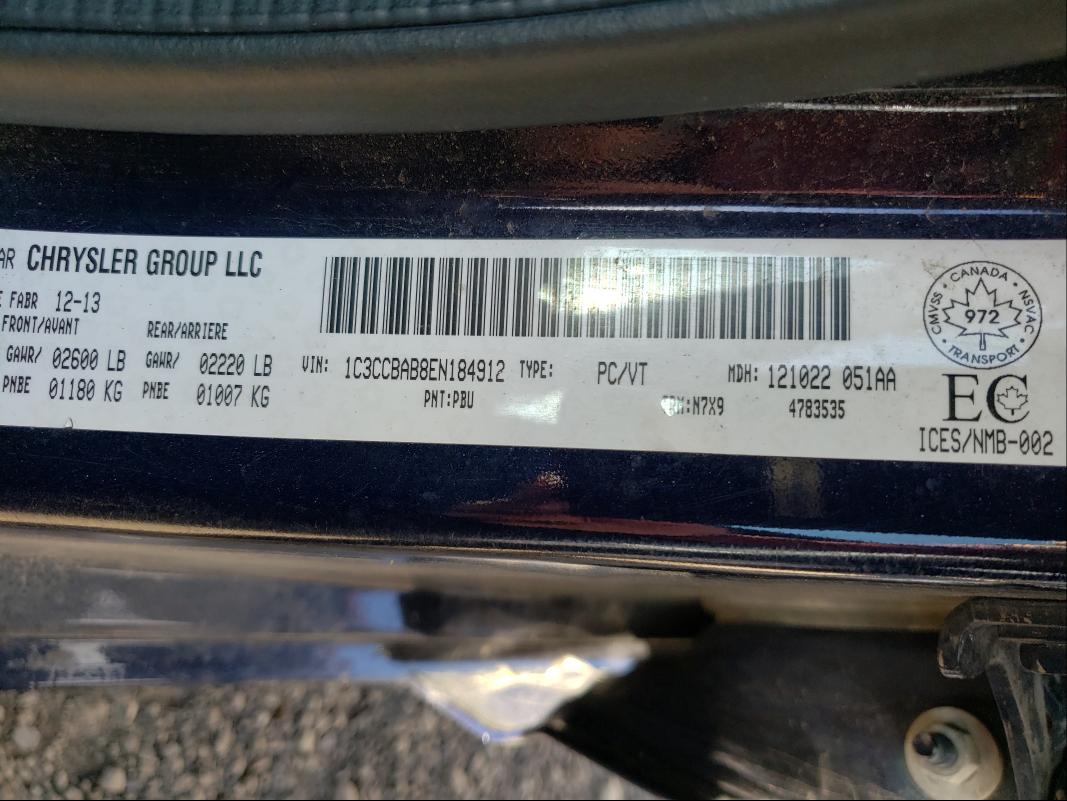 AR CHRYSLER GROUP LLC
E FABR 12-13
FRONT/AVANT REAR/ARRIERE
GAWR/ 02600 LB GAWR/ 02220 LB
PNBE 01180 KG PNBE 01007 KG
VIN: 1C3CCBAB8EN184912 TYPE: PC/VT MDH: 121022 051AA
PNT:PBU :N7X9 4783535
CMVSS CANADA NSVAC
972
TRANSPORT
EC
ICES/NMB-002